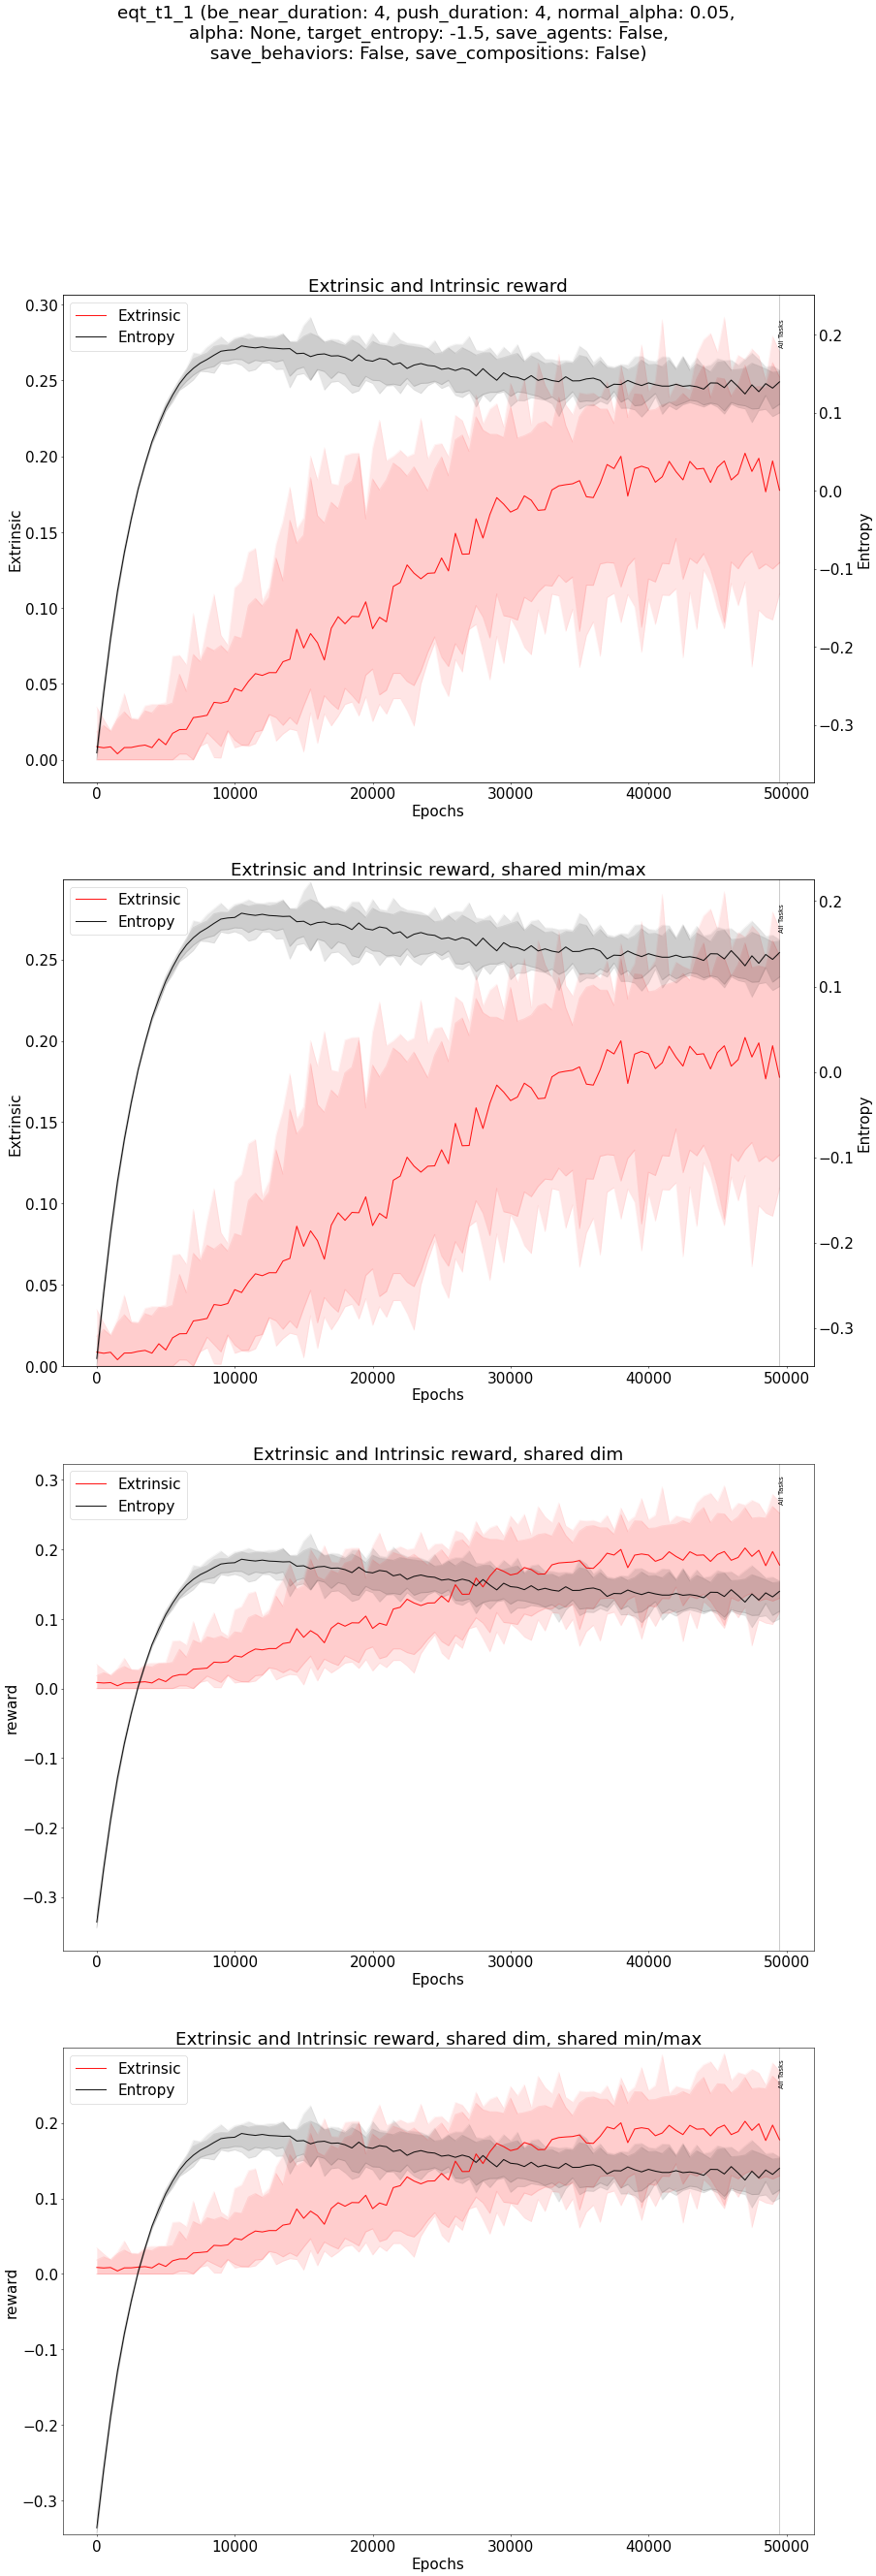 eqt_t1_1 (be_near_duration: 4, push_duration: 4, normal_alpha: 0.05,
alpha: None, target_entropy: -1.5, save_agents: False,
save_behaviors: False, save_compositions: False)
Extrinsic and Intrinsic reward
Extrinsic
Entropy
All Tasks
0.30
0.25
0.20
0.15
0.10
0.05
0.00
Extrinsic
0.2
0.1
0.0
−0.1
−0.2
−0.3
Entropy
0 10000 20000 30000 40000 50000
Epochs
Extrinsic and Intrinsic reward, shared min/max
Extrinsic
Entropy
All Tasks
0.25
0.20
0.15
0.10
0.05
0.00
Extrinsic
0.2
0.1
0.0
−0.1
−0.2
−0.3
Entropy
0 10000 20000 30000 40000 50000
Epochs
Extrinsic and Intrinsic reward, shared dim
Extrinsic
Entropy
All Tasks
0.3
0.2
0.1
0.0
−0.1
−0.2
−0.3
reward
0 10000 20000 30000 40000 50000
Epochs
Extrinsic and Intrinsic reward, shared dim, shared min/max
Extrinsic
Entropy
All Tasks
0.2
0.1
0.0
−0.1
−0.2
−0.3
reward
0 10000 20000 30000 40000 50000
Epochs